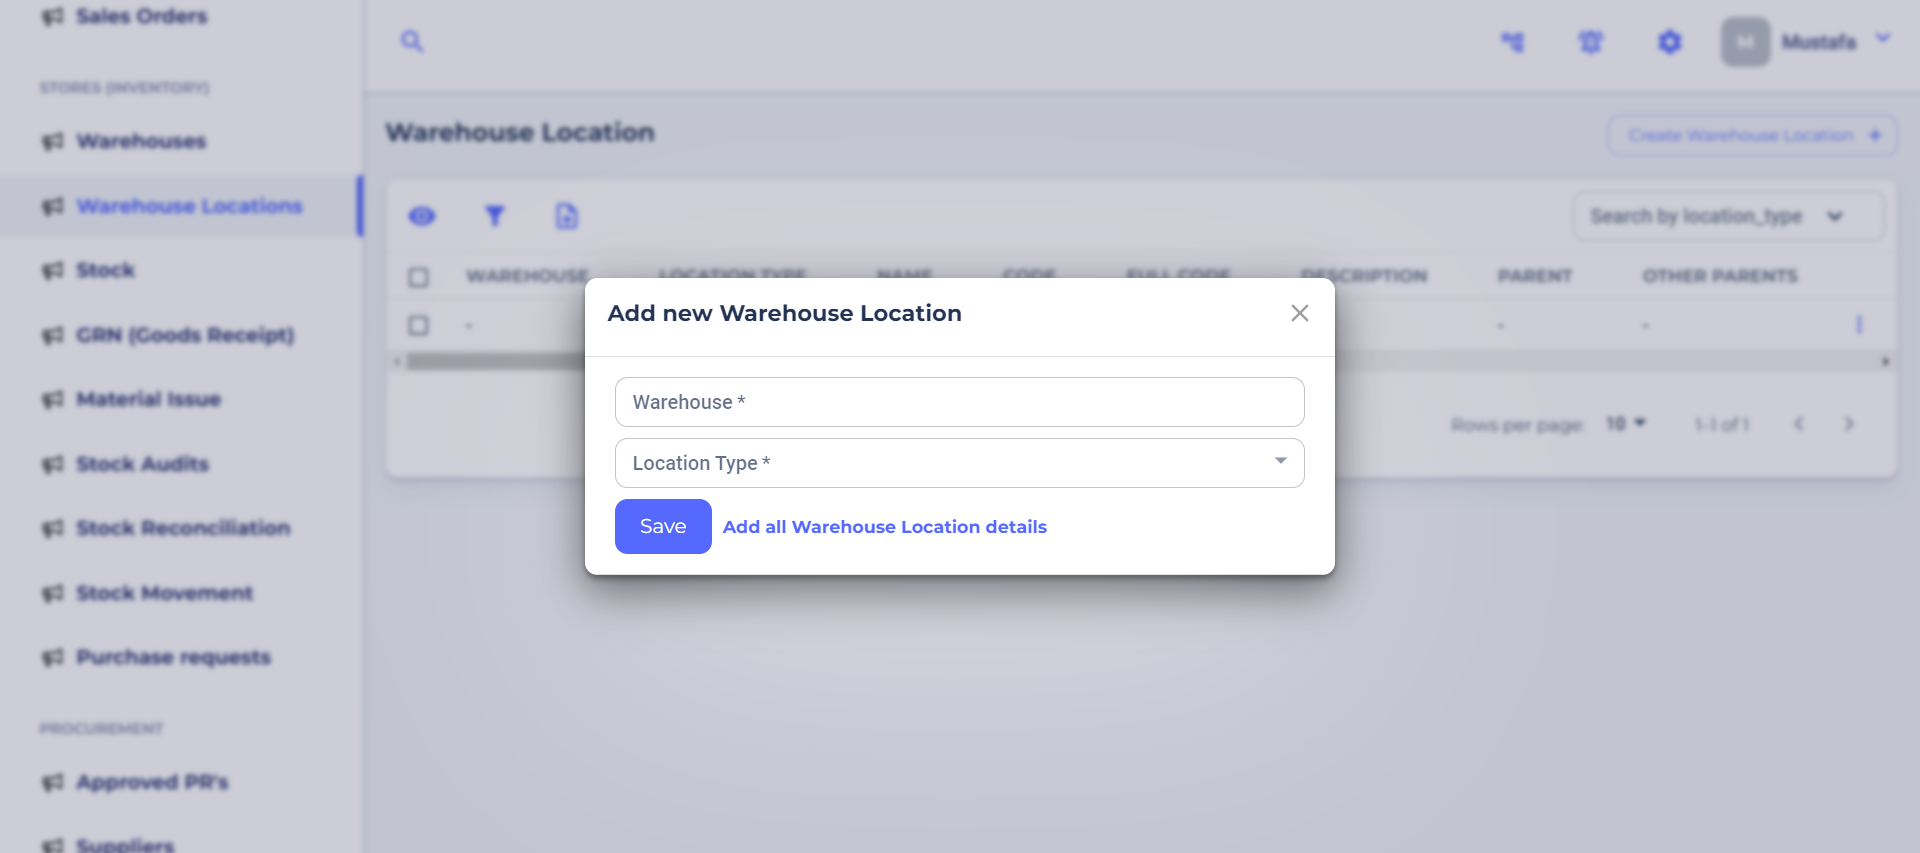 Sales Orders
STORES (INVENTORY)
Warehouses
Warehouse Locations
Stock
GRN (Goods Receipt)
Material Issue
Stock Audits
Stock Reconciliation
Stock Movement
Purchase requests
PROCUREMENT
Approved PR's
Suppliers
M Mustafa
Warehouse Location
Create Warehouse Location +
Search by location_type
WAREHOUSE LOCATION TYPE NAME CODE FULL CODE DESCRIPTION PARENT OTHER PARENTS
- - -
Rows per page: 10 1-1 of 1
Add new Warehouse Location
Warehouse *
Location Type *
Save Add all Warehouse Location details